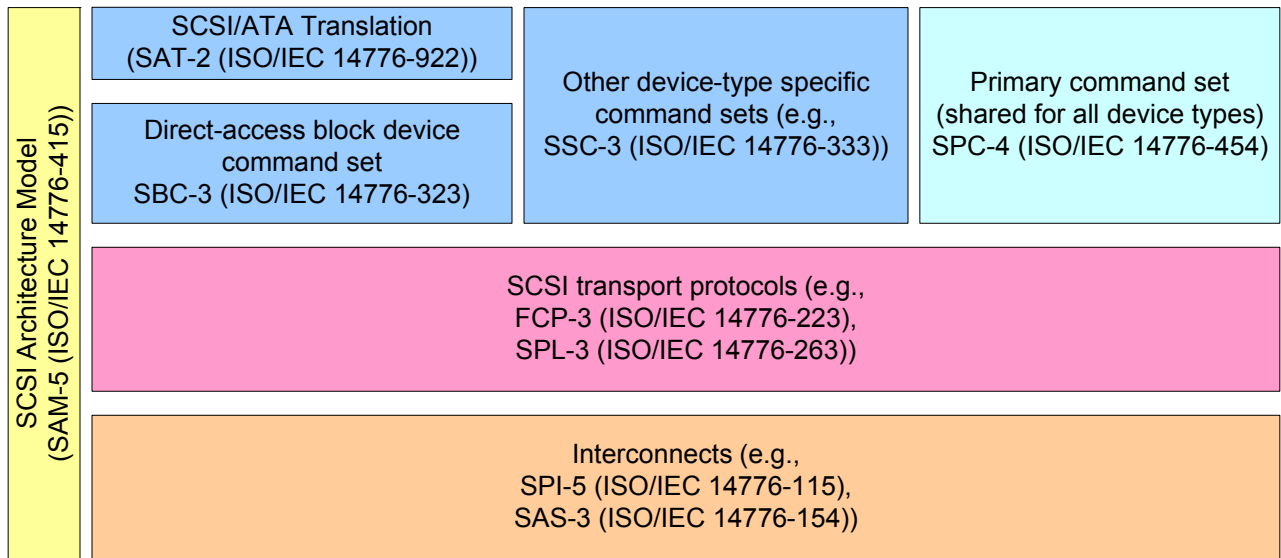 SCSI Architecture Model
(SAM-5 (ISO/IEC 14776-415))
SCSI/ATA Translation
(SAT-2 (ISO/IEC 14776-922))
Direct-access block device
command set
SBC-3 (ISO/IEC 14776-323)
Other device-type specific
command sets (e.g.,
SSC-3 (ISO/IEC 14776-333))
Primary command set
(shared for all device types)
SPC-4 (ISO/IEC 14776-454)
SCSI transport protocols (e.g.,
FCP-3 (ISO/IEC 14776-223),
SPL-3 (ISO/IEC 14776-263))
Interconnects (e.g.,
SPI-5 (ISO/IEC 14776-115),
SAS-3 (ISO/IEC 14776-154))